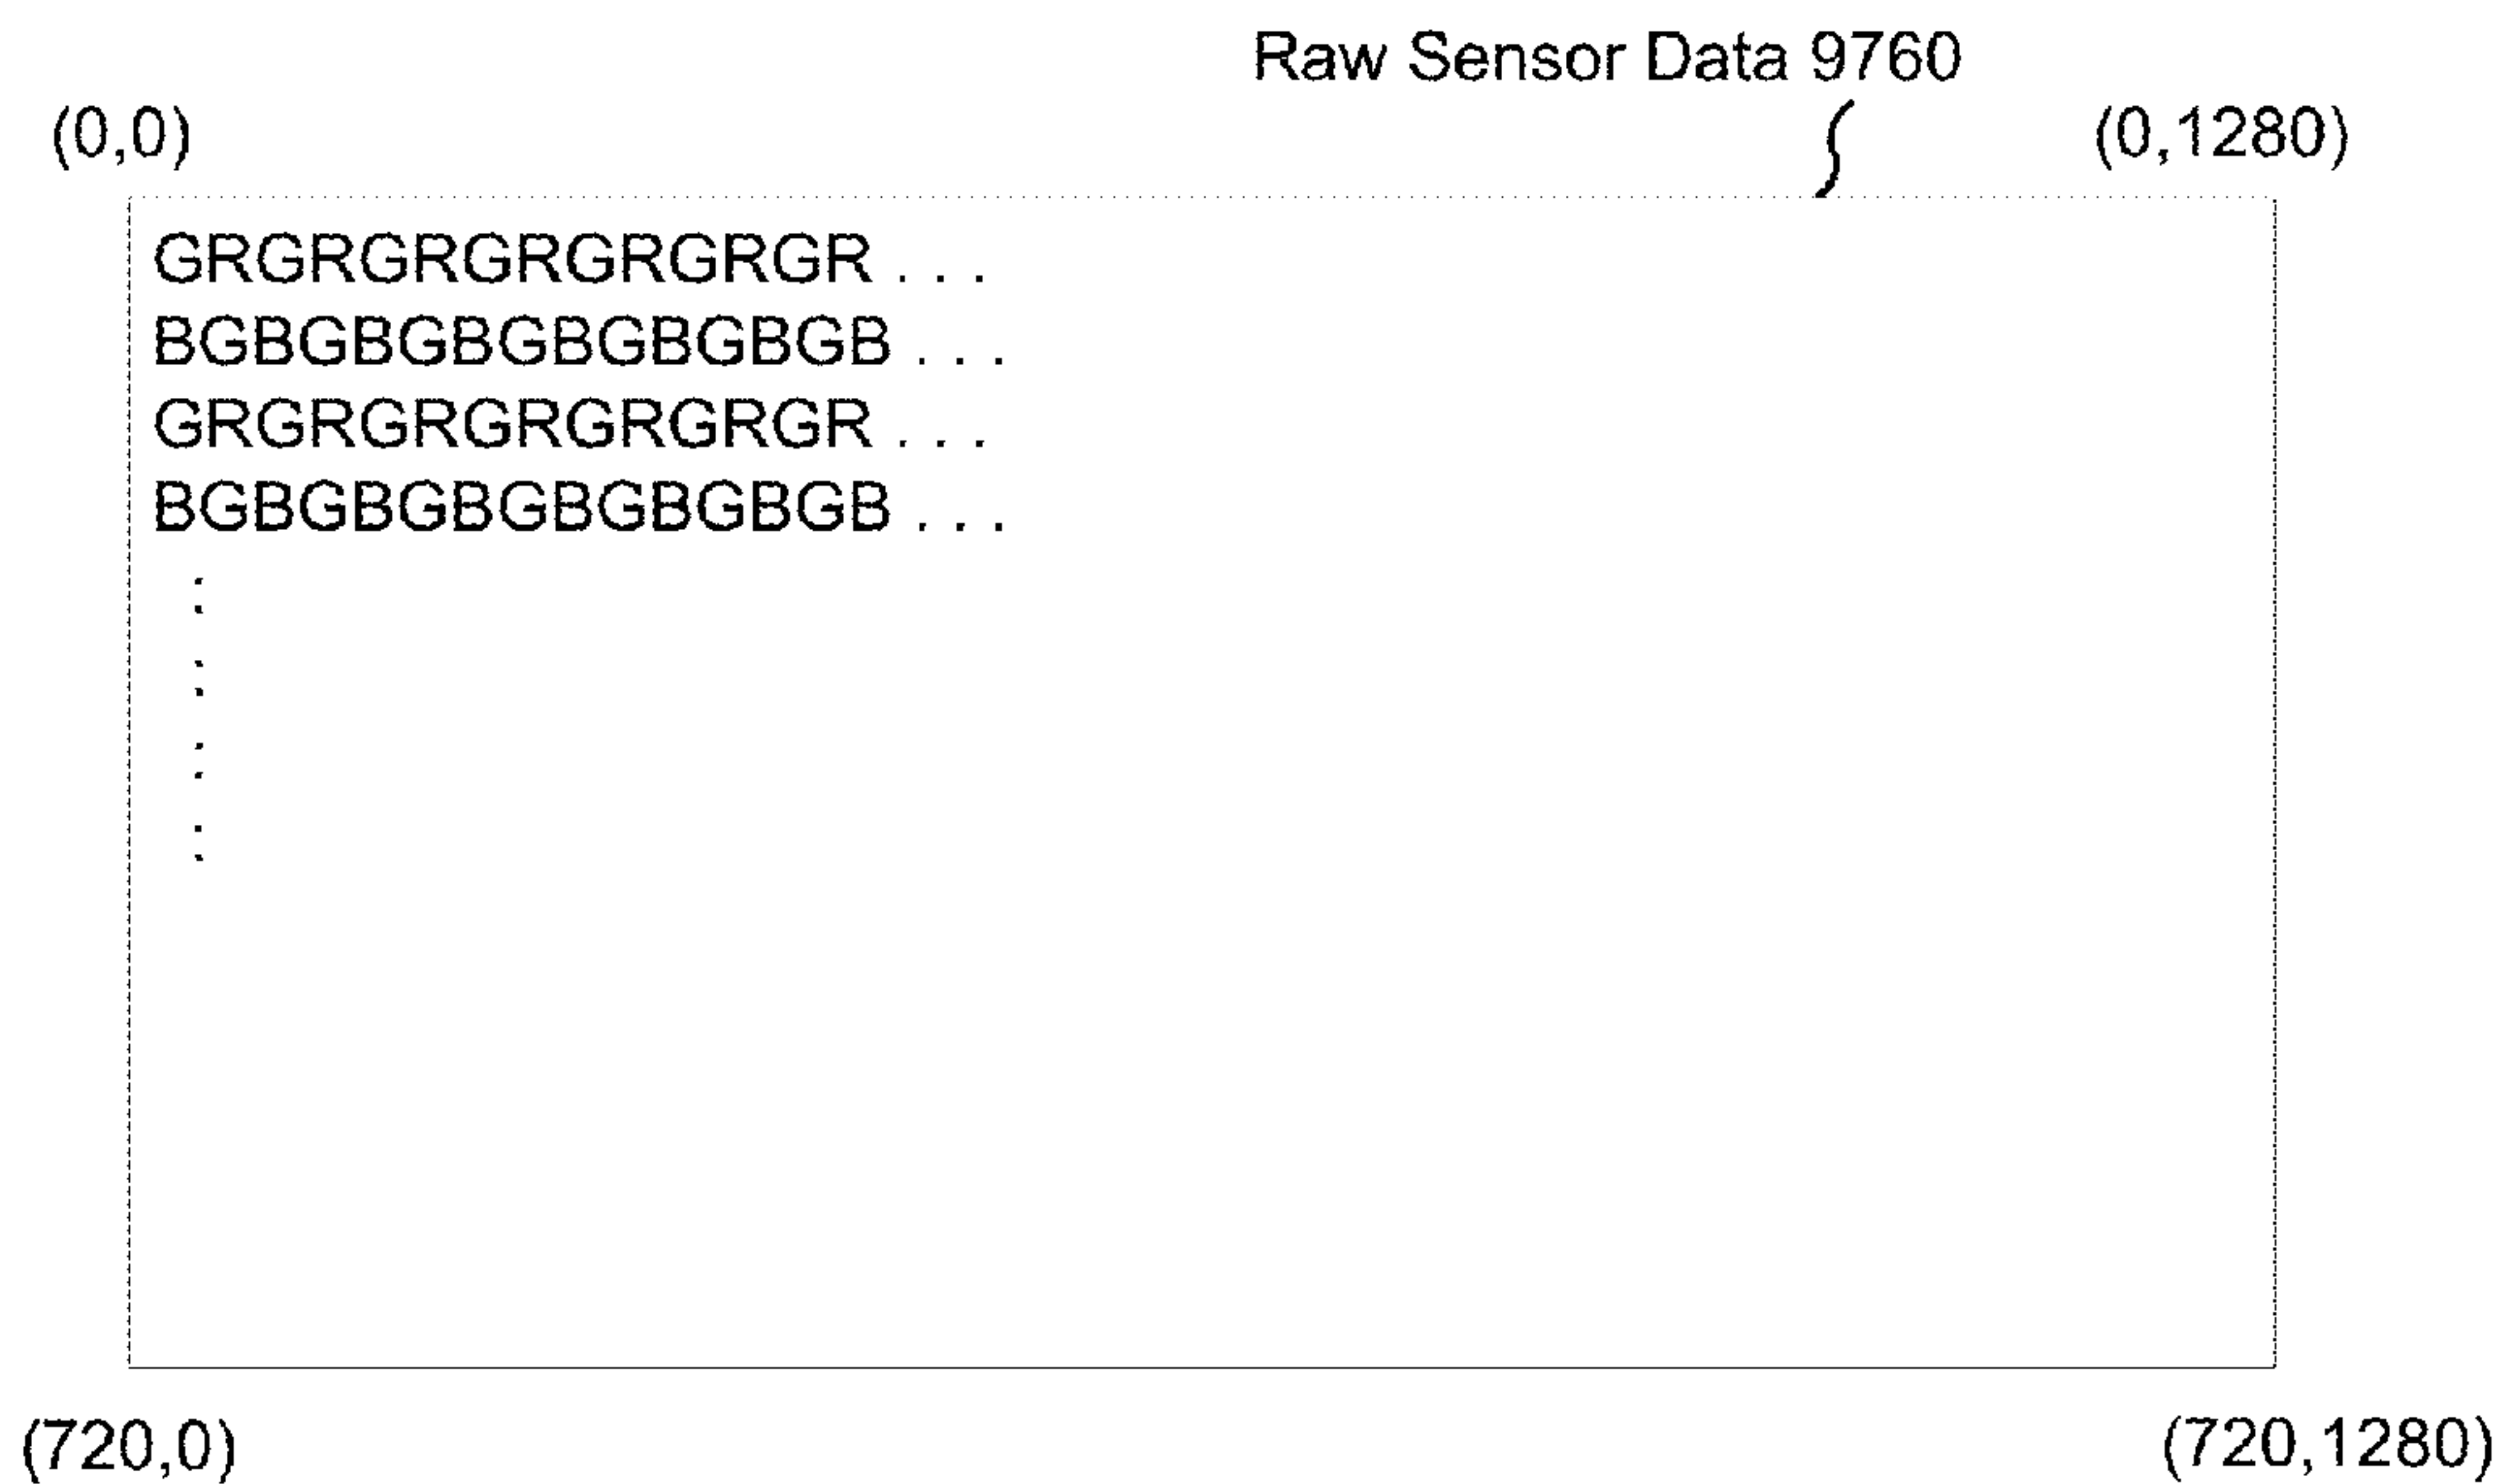 Raw Sensor Data 9760
(0,0) (0,1280)
GRGRGRGRGRGRGR . . .
BGBGBGBGBGBGBGB . . .
GRGRGRGRGRGRGR . . .
BGBGBGBGBGBGBGB . . .
:
:
:
:
(720,0) (720,1280)